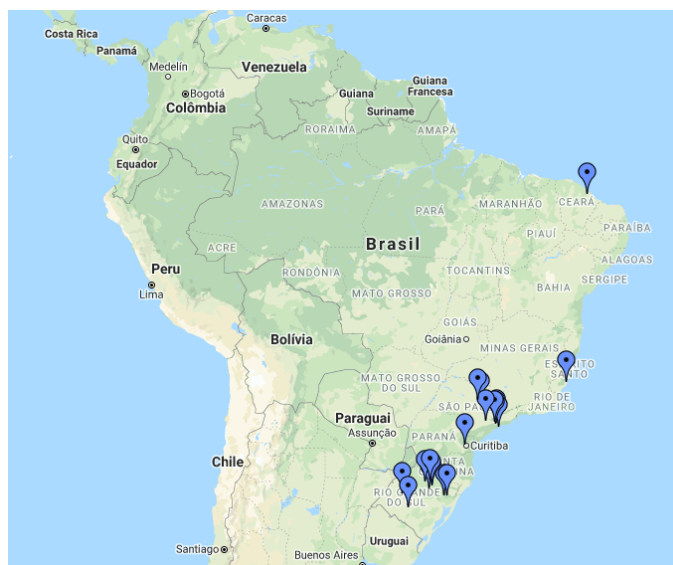 Caracas
Costa Rica
Panamá
Medellín
Venezuela
Bogotá
Colômbia
Guiana
Guiana
Francesa
Suriname
RORAIMA
AMAPÁ
Quito
Equador
CEARÁ
AMAZONAS
PARÁ
MARANHÃO
PARAÍBA
PIAUÍ
ACRE
Brasil
ALAGOAS
Peru
RONDÔNIA
TOCANTINS
SERGIPE
Lima
MATO GROSSO
BAHIA
GOIÁS
Bolívia
Goiânia
MINAS GERAIS
ESPÍRITO
SANTO
MATO GROSSO
DO SUL
RIO DE
JANEIRO
SÃO
Paraguai
Assunção
PARANÁ
Curitiba
Chile
RIO GRANDE
DO SUL
Uruguai
Santiago
Buenos Aires